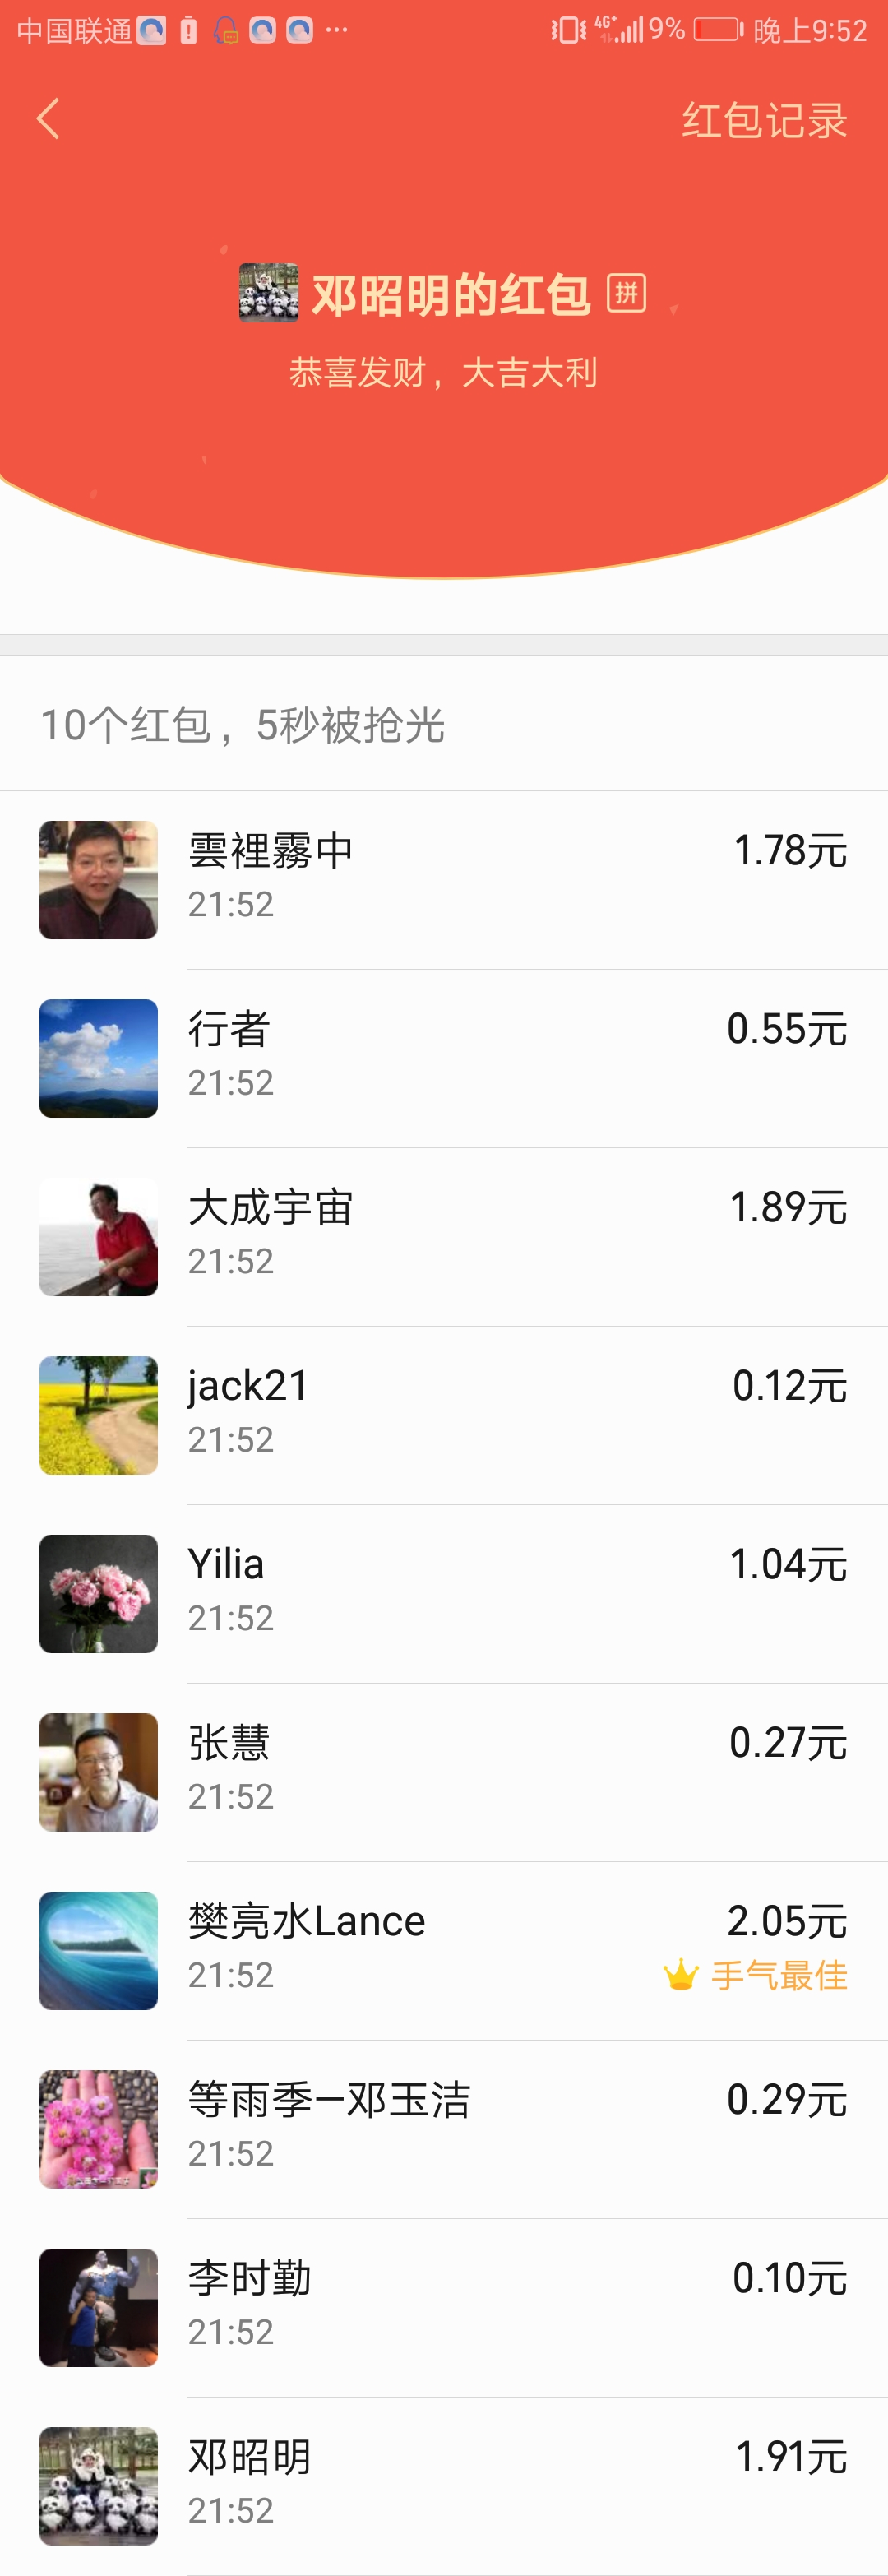 中国联通 4G+ 9% 晚上9:52
红包记录
邓昭明的红包 拼
恭喜发财，大吉大利
10个红包，5秒被抢光
雲裡霧中 1.78元
21:52
行者 0.55元
21:52
大成宇宙 1.89元
21:52
jack21 0.12元
21:52
Yilia 1.04元
21:52
张慧 0.27元
21:52
樊亮水Lance 2.05元
21:52 手气最佳
等雨季—邓玉洁 0.29元
21:52
李时勤 0.10元
21:52
邓昭明 1.91元
21:52